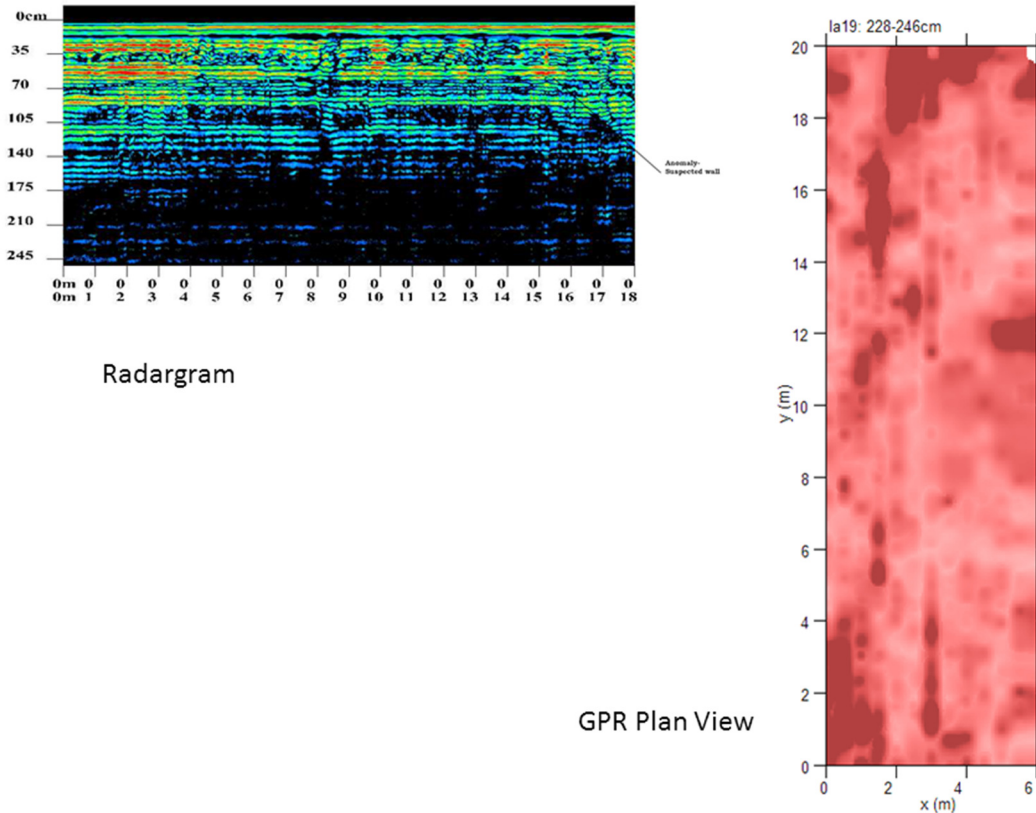 0cm
35
70
105
140
175
210
245
0m 0 0 0 0 0 0 0 0 0 0 0 0 0 0 0 0 0 0
0m 1 2 3 4 5 6 7 8 9 10 11 12 13 14 15 16 17 18
Anomaly-
Suspected wall
Radargram
la19: 228-246cm
20
18
16
14
12
10
8
6
4
2
0
y (m)
0 2 4 6
x (m)
GPR Plan View